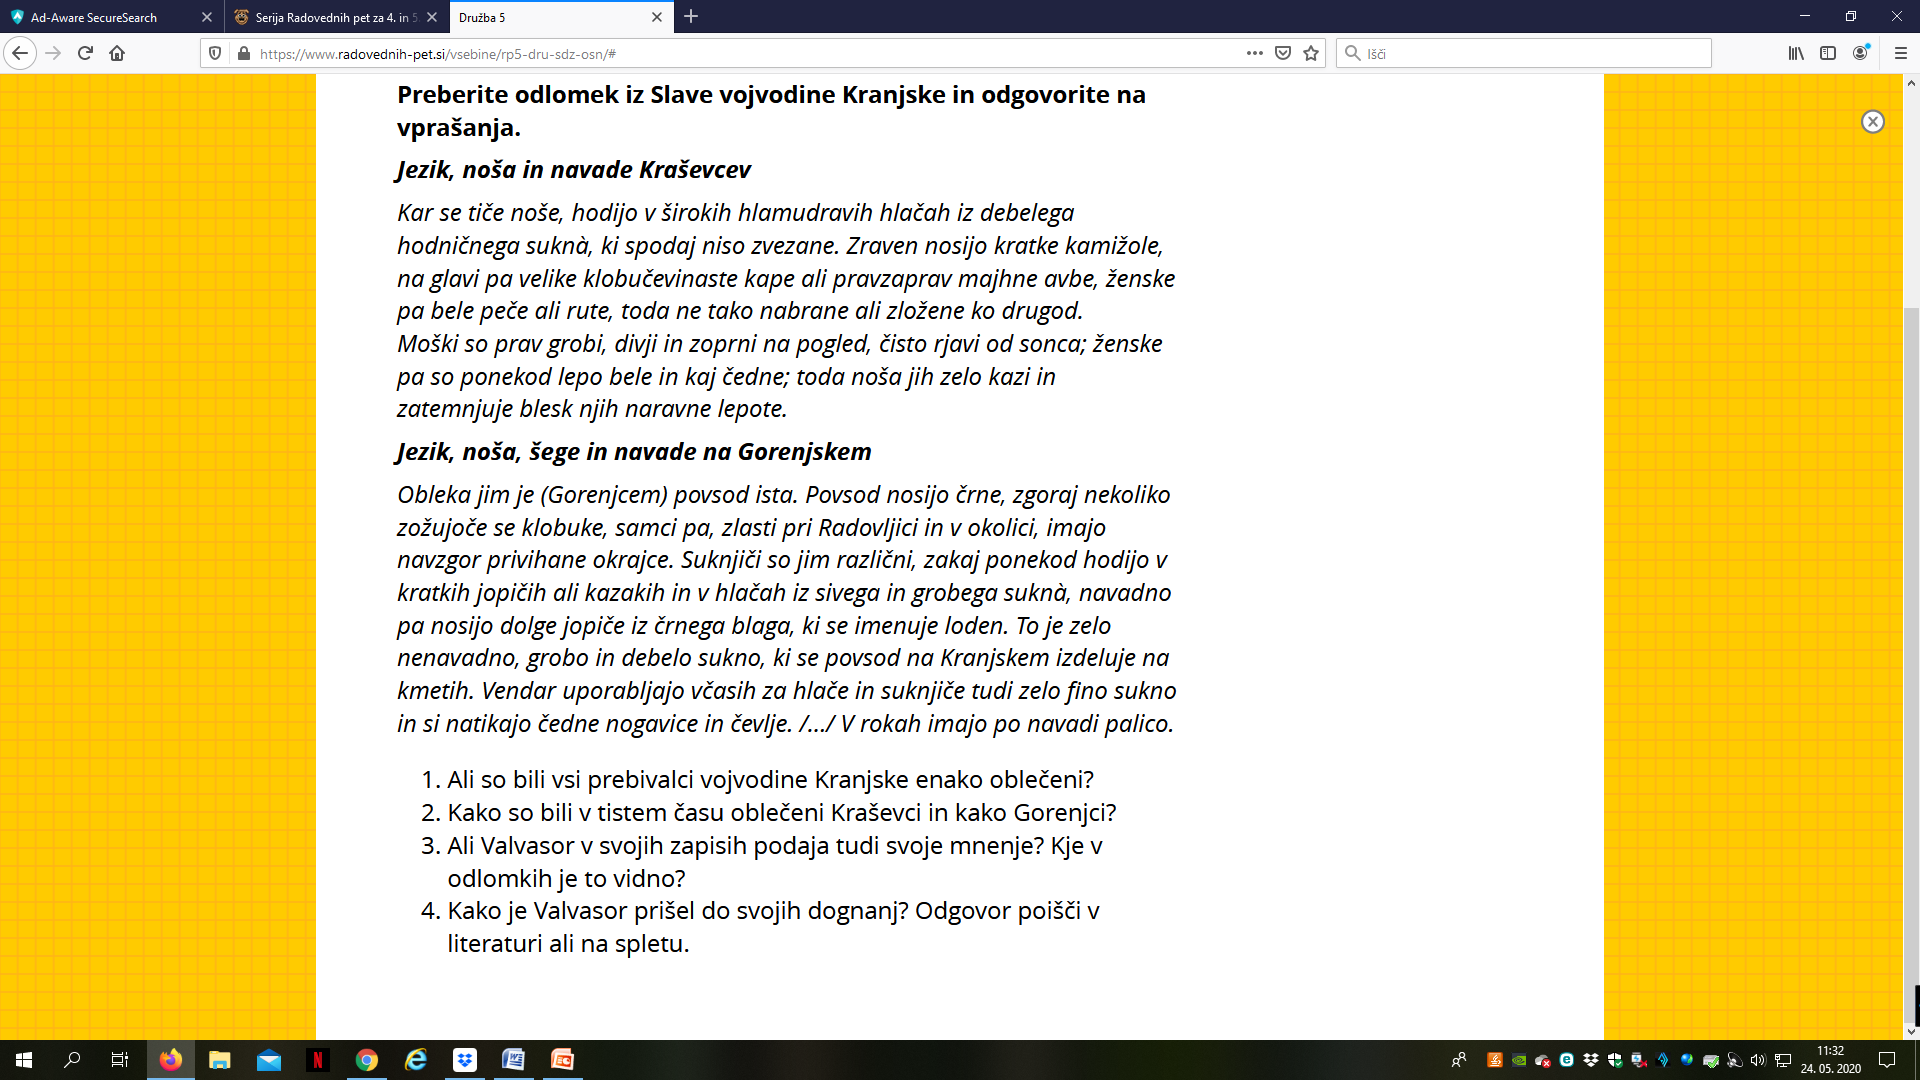 Ad-Aware SecureSearch
Serija Radovednih pet za 4. in 5.
Družba 5
https://www.radovednih-pet.si/vsebine/rp5-dru-sdz-osn/#
Išči
Preberite odlomek iz Slave vojvodine Kranjske in odgovorite na
vprašanja.
Jezik, noša in navade Kraševcev
Kar se tiče noše, hodijo v širokih hlamudravih hlačah iz debelega
hodničnega suknà, ki spodaj niso zvezane. Zraven nosijo kratke kamižole,
na glavi pa velike klobučevinaste kape ali pravzaprav majhne avbe, ženske
pa bele peče ali rute, toda ne tako nabrane ali zložene ko drugod.
Moški so prav grobi, divji in zoprni na pogled, čisto rjavi od sonca; ženske
pa so ponekod lepo bele in kaj čedne; toda noša jih zelo kazi in
zatemnjuje blesk njih naravne lepote.
Jezik, noša, šege in navade na Gorenjskem
Obleka jim je (Gorenjcem) povsod ista. Povsod nosijo črne, zgoraj nekoliko
zožujoče se klobuke, samci pa, zlasti pri Radovljici in v okolici, imajo
navzgor privihane okrajce. Suknjiči so jim različni, zakaj ponekod hodijo v
kratkih jopičih ali kazakih in v hlačah iz sivega in grobega suknà, navadno
pa nosijo dolge jopiče iz črnega blaga, ki se imenuje loden. To je zelo
nenavadno, grobo in debelo sukno, ki se povsod na Kranjskem izdeluje na
kmetih. Vendar uporabljajo včasih za hlače in suknjiče tudi zelo fino sukno
in si natikajo čedne nogavice in čevlje. /.../ V rokah imajo po navadi palico.
1. Ali so bili vsi prebivalci vojvodine Kranjske enako oblečeni?
2. Kako so bili v tistem času oblečeni Kraševci in kako Gorenjci?
3. Ali Valvasor v svojih zapisih podaja tudi svoje mnenje? Kje v
odlomkih je to vidno?
4. Kako je Valvasor prišel do svojih dognanj? Odgovor poišči v
literaturi ali na spletu.
11:32
24. 05. 2020